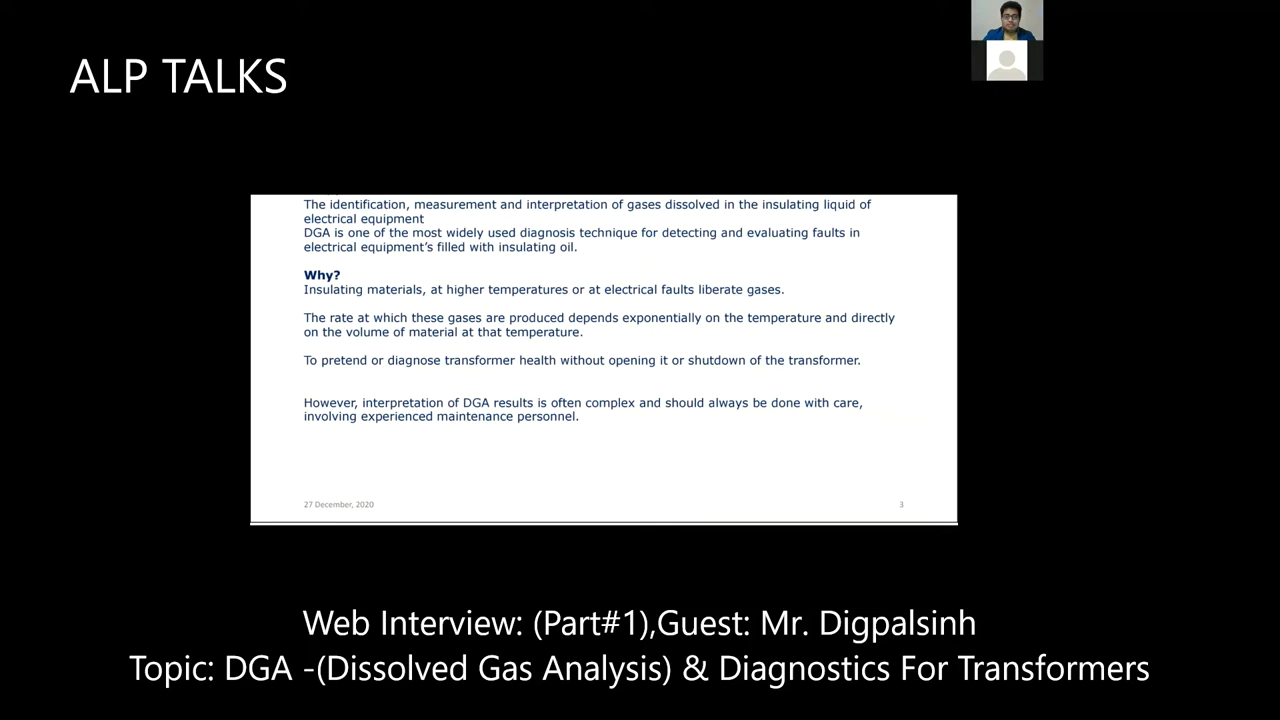 ALP TALKS
The identification, measurement and interpretation of gases dissolved in the insulating liquid of
electrical equipment
DGA is one of the most widely used diagnosis technique for detecting and evaluating faults in
electrical equipment's filled with insulating oil.
Why?
Insulating materials, at higher temperatures or at electrical faults liberate gases.
The rate at which these gases are produced depends exponentially on the temperature and directly
on the volume of material at that temperature.
To pretend or diagnose transformer health without opening it or shutdown of the transformer.
However, interpretation of DGA results is often complex and should always be done with care,
involving experienced maintenance personnel.
27 December, 2020
3
Web Interview: (Part#1),Guest: Mr. Digpalsinh
Topic: DGA -(Dissolved Gas Analysis) & Diagnostics For Transformers